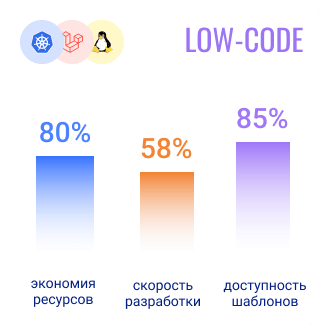 LOW-CODE
80%
58%
85%
экономия
ресурсов
скорость
разработки
доступность
шаблонов